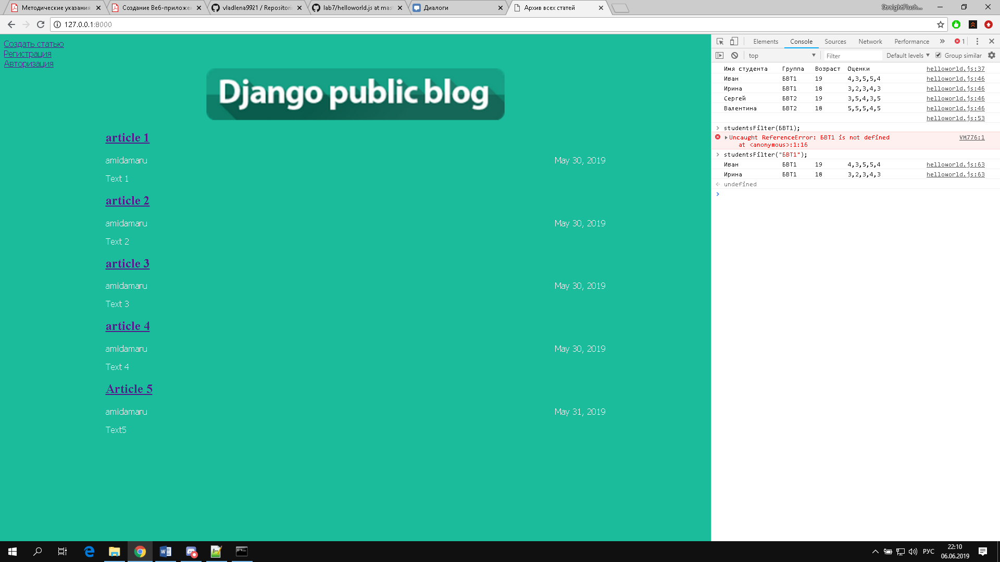 Методические указания
Создание Веб-приложен
vladlena9921 / Repositori
lab7/helloworld.js at mas
Диалоги
Архив всех статей
StraightFlush...
127.0.0.1:8000
Создать статью
Регистрация
Авторизация
Django public blog
article 1
amidamaru May 30, 2019
Text 1
article 2
amidamaru May 30, 2019
Text 2
article 3
amidamaru May 30, 2019
Text 3
article 4
amidamaru May 30, 2019
Text 4
Article 5
amidamaru May 31, 2019
Text5
Elements Console Sources Network Performance » 1
top Filter Default levels Group similar
Имя студента Группа Возраст Оценки helloworld.js:37
Иван БВТ1 19 4,3,5,5,4 helloworld.js:46
Ирина БВТ1 18 3,2,3,4,3 helloworld.js:46
Сергей БВТ2 19 3,5,4,3,5 helloworld.js:46
Валентина БВТ2 18 5,5,5,4,5 helloworld.js:46
helloworld.js:53
studentsFilter(БВТ1);
Uncaught ReferenceError: БВТ1 is not defined VM776:1
at <anonymous>:1:16
studentsFilter("БВТ1");
Иван БВТ1 19 4,3,5,5,4 helloworld.js:63
Ирина БВТ1 18 3,2,3,4,3 helloworld.js:63
undefined
РУС
22:10
06.06.2019